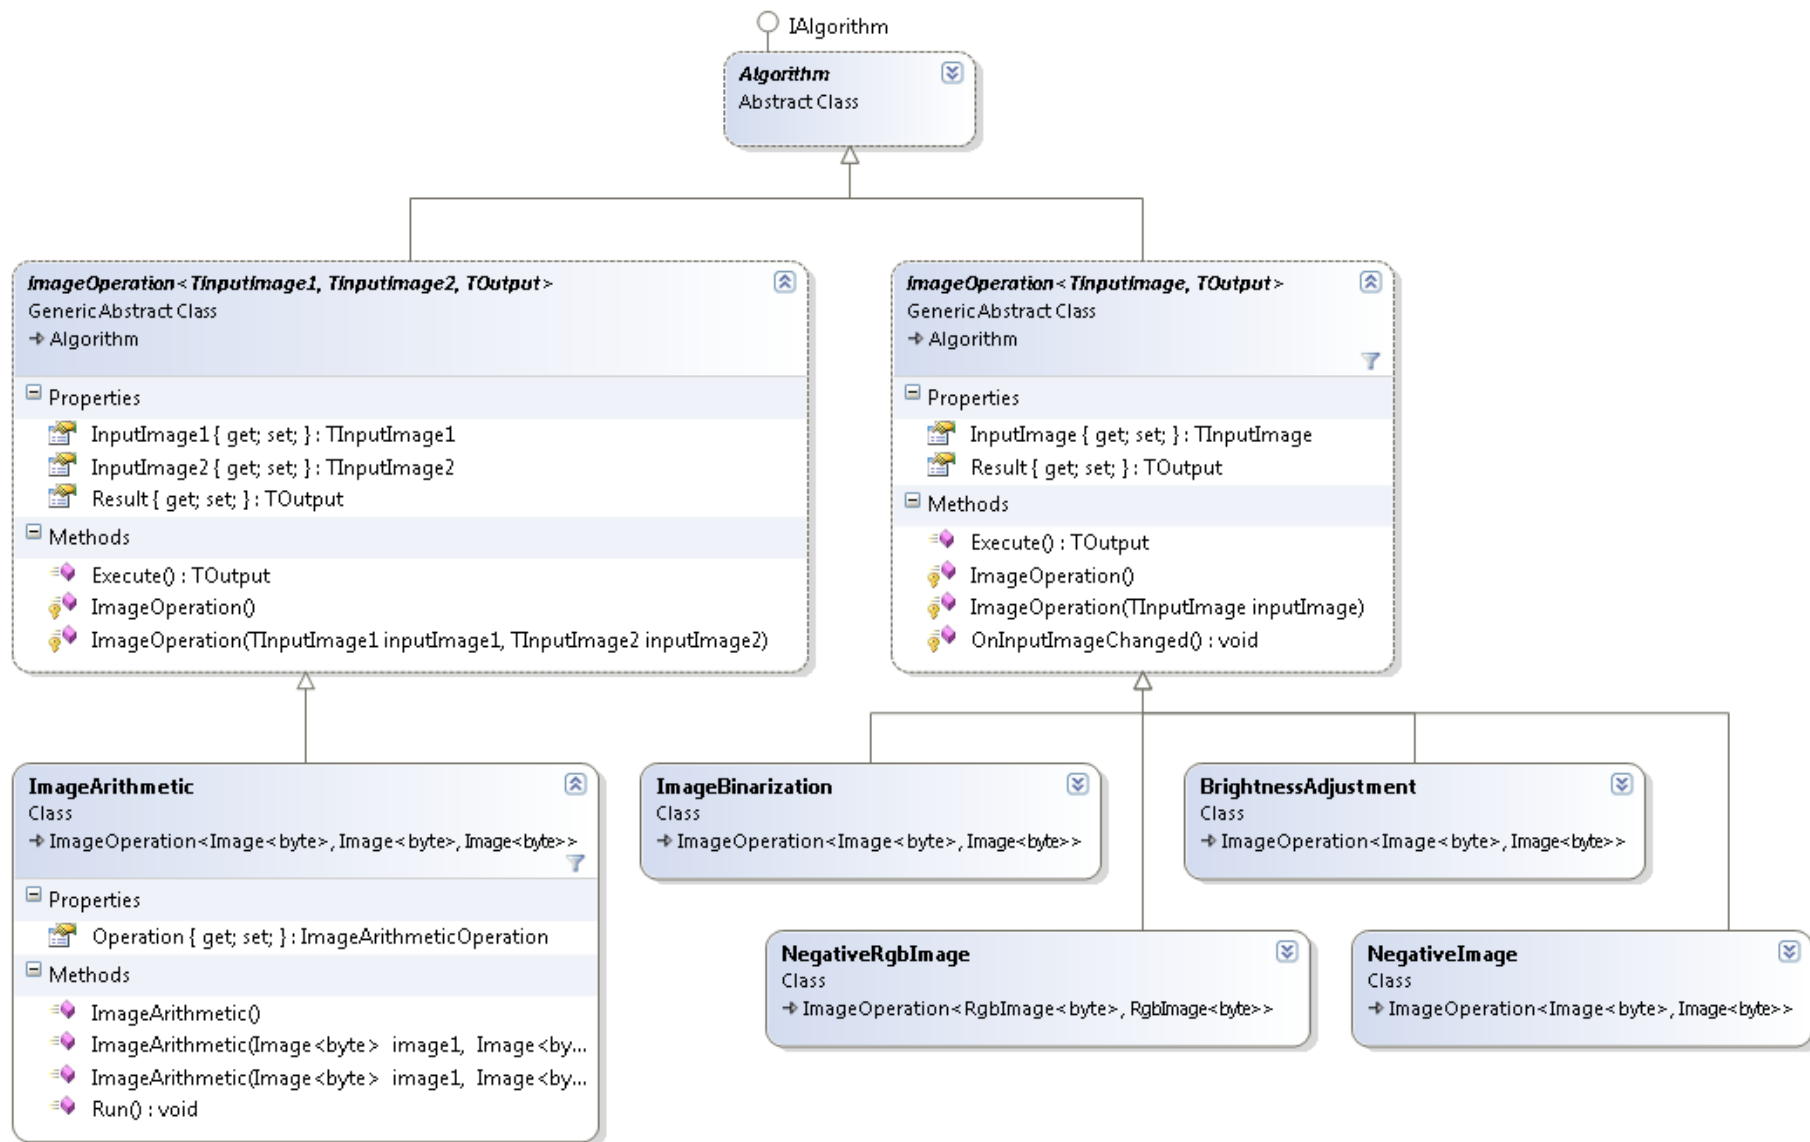 IAlgorithm
Algorithm
Abstract Class
ImageOperation<TInputImage1, TInputImage2, TOutput>
Generic Abstract Class
Algorithm
Properties
InputImage1 { get; set; } : TInputImage1
InputImage2 { get; set; } : TInputImage2
Result { get; set; } : TOutput
Methods
Execute() : TOutput
ImageOperation()
ImageOperation(TInputImage1 inputImage1, TInputImage2 inputImage2)
ImageOperation<TInputImage, TOutput>
Generic Abstract Class
Algorithm
Properties
InputImage { get; set; } : TInputImage
Result { get; set; } : TOutput
Methods
Execute() : TOutput
ImageOperation()
ImageOperation(TInputImage inputImage)
OnInputImageChanged() : void
ImageArithmetic
Class
ImageOperation<Image<byte>, Image<byte>, Image<byte>>
Properties
Operation { get; set; } : ImageArithmeticOperation
Methods
ImageArithmetic()
ImageArithmetic(Image<byte> image1, Image<by...
ImageArithmetic(Image<byte> image1, Image<by...
Run() : void
ImageBinarization
Class
ImageOperation<Image<byte>, Image<byte>>
BrightnessAdjustment
Class
ImageOperation<Image<byte>, Image<byte>>
NegativeRgbImage
Class
ImageOperation<RgbImage<byte>, RgbImage<byte>>
NegativeImage
Class
ImageOperation<Image<byte>, Image<byte>>